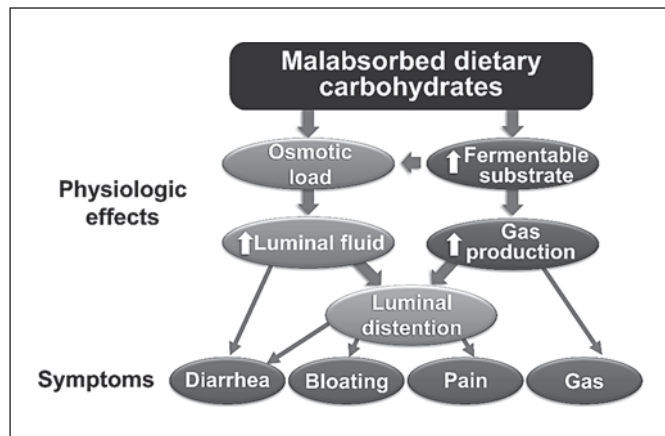 Malabsorbed dietary
carbohydrates
Osmotic
load
Fermentable
substrate
Physiologic
effects
Luminal fluid
Gas
production
Luminal
distention
Symptoms
Diarrhea
Bloating
Pain
Gas